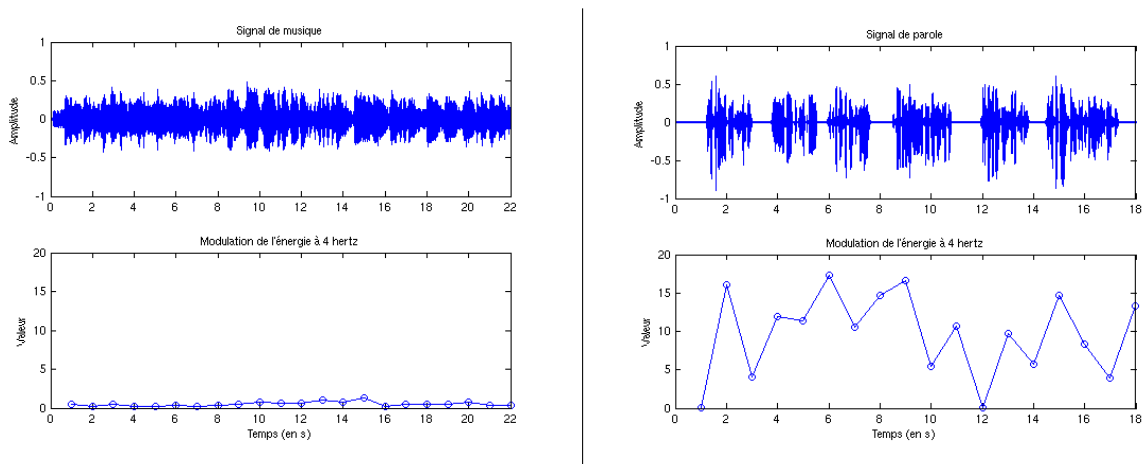 Signal de musique
1
0.5
0
-0.5
-1
Amplitude
0 2 4 6 8 10 12 14 16 18 20 22
Modulation de l'énergie à 4 hertz
20
15
10
5
0
Valeur
0 2 4 6 8 10 12 14 16 18 20 22
Temps (en s)
Signal de parole
1
0.5
0
-0.5
-1
Amplitude
0 2 4 6 8 10 12 14 16 18
Modulation de l'énergie à 4 hertz
20
15
10
5
0
Valeur
0 2 4 6 8 10 12 14 16 18
Temps (en s)